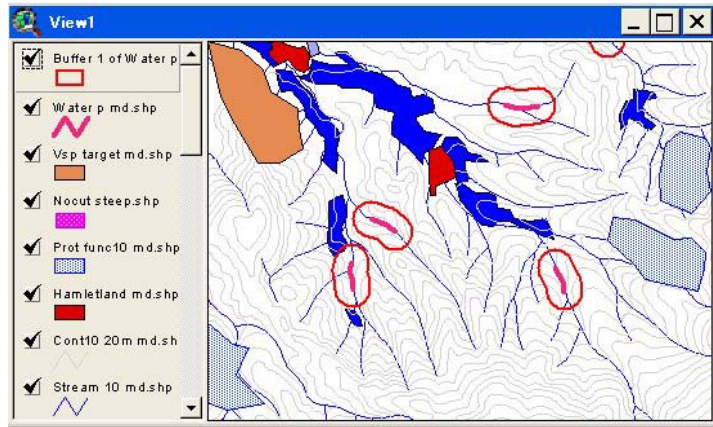 View1
Buffer 1 of Water p
Water p md.shp
Vsp target md.shp
Nocut steep.shp
Prot func10 md.shp
Hamletland md.shp
Cont10 20m md.sh
Stream 10 md.shp